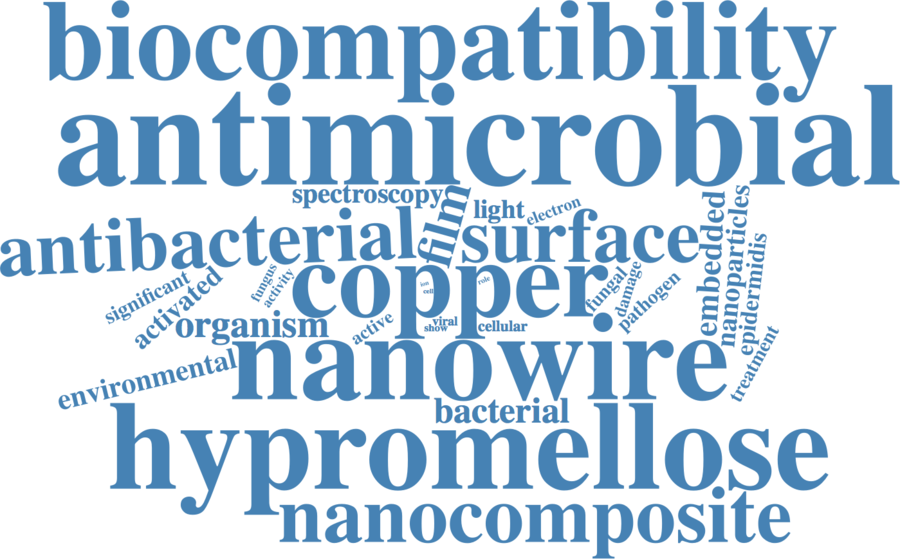 biocompatibility
antimicrobial
spectroscopy
film
light
electron
embedded
nanoparticles
antibacterial
surface
epidermidis
significant
activated
fungus
activity
copper
ion
cell
role
fungal
damage
pathogen
organism
active
viral
show
cellular
environmental
nanowire
treatment
bacterial
hypromellose
nanocomposite